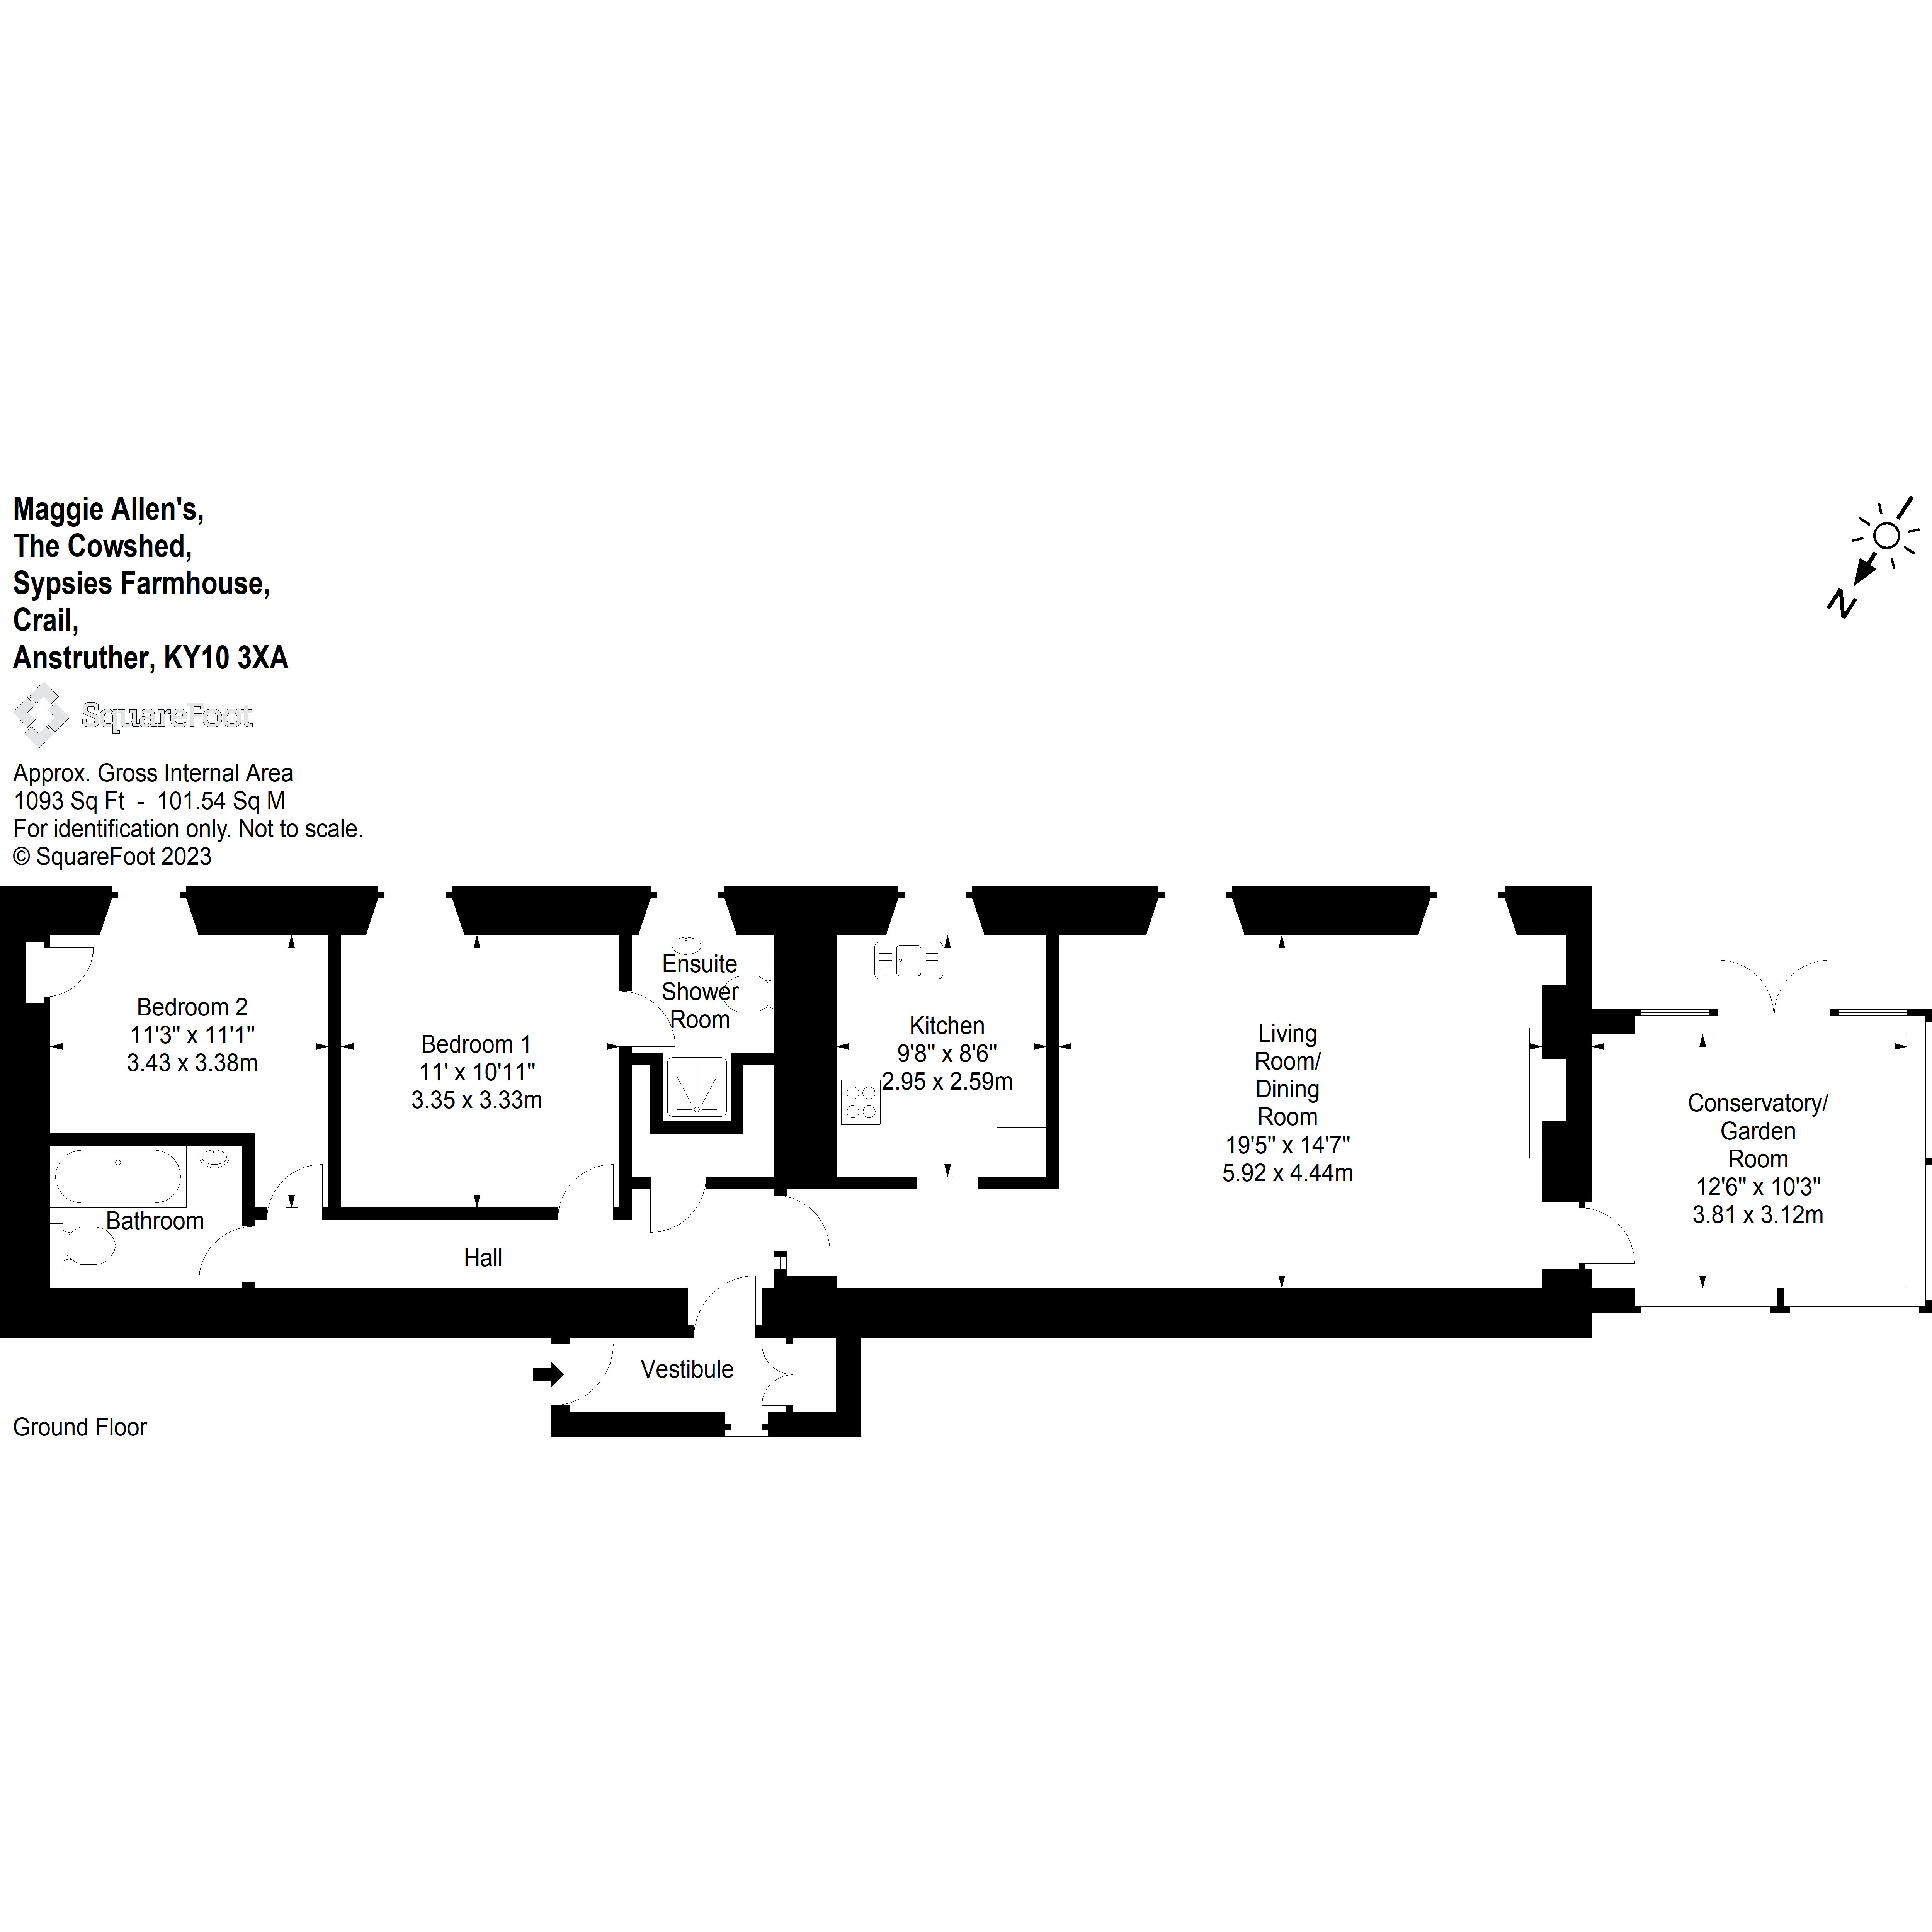 Maggie Allen's,
The Cowshed,
Sypsies Farmhouse,
Crail,
Anstruther, KY10 3XA
N
SquareFoot
Approx. Gross Internal Area
1093 Sq Ft - 101.54 Sq M
For identification only. Not to scale.
© SquareFoot 2023
Bedroom 2
11'3" x 11'1"
3.43 x 3.38m
Bedroom 1
11' x 10'11"
3.35 x 3.33m
Ensuite
Shower
Room
Kitchen
9'8" x 8'6"
2.95 x 2.59m
Living
Room/
Dining
Room
19'5" x 14'7"
5.92 x 4.44m
Conservatory/
Garden
Room
12'6" x 10'3"
3.81 x 3.12m
Bathroom
Hall
Vestibule
Ground Floor